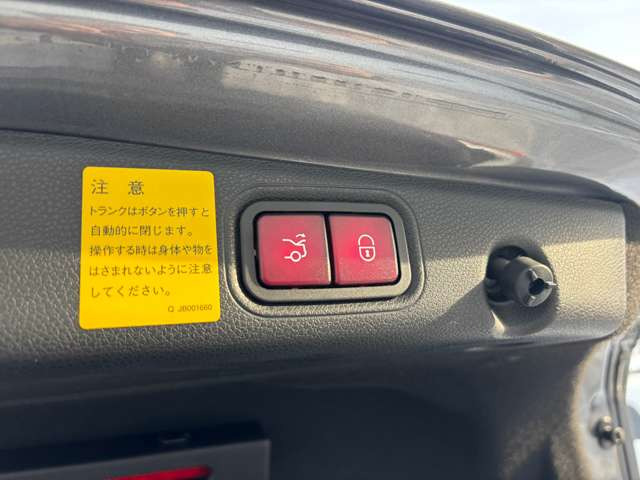 注 意
トランクはボタンを押すと
自動的に閉じます。
操作する時は身体や物を
はさまれないように注意
してください。
Q JB001660